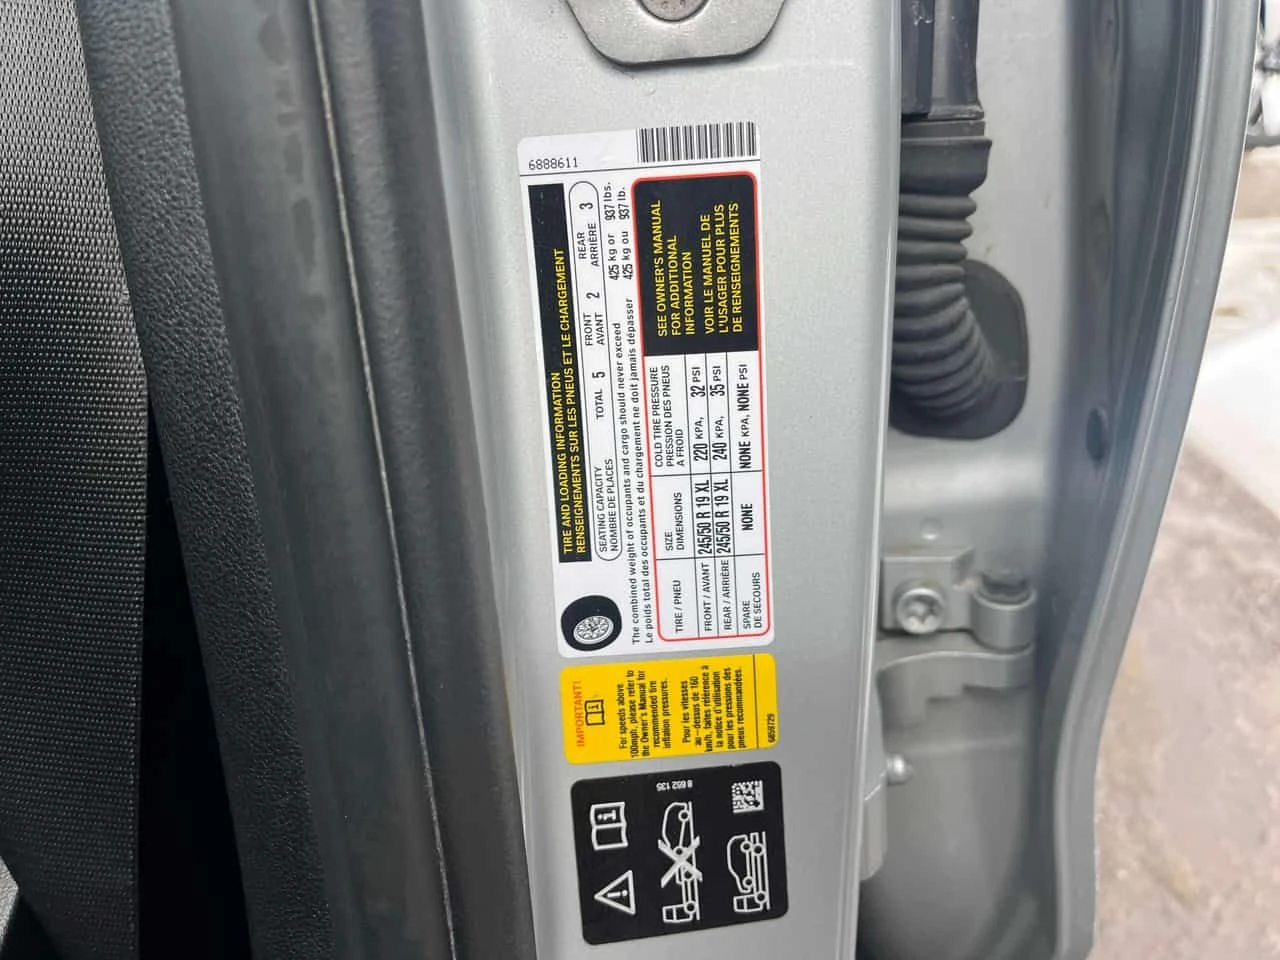 6888611
TIRE AND LOADING INFORMATION
RENSEIGNEMENTS SUR LES PNEUS ET LE CHARGEMENT
SEATING CAPACITY TOTAL 5 FRONT 2 REAR 3
NOMBRE DE PLACES AVANT ARRIÈRE
The combined weight of occupants and cargo should never exceed 425 kg or 937 lbs.
Le poids total des occupants et du chargement ne doit jamais dépasser 425 kg ou 937 lb.
TIRE / PNEU
SIZE
DIMENSIONS
COLD TIRE PRESSURE
PRESSION DES PNEUS
A FROID
FRONT / AVANT 245/50 R 19 XL 220 KPA, 32 PSI
REAR / ARRIÈRE 245/50 R 19 XL 240 KPA, 35 PSI
SPARE
DE SECOURS
NONE NONE KPA, NONE PSI
SEE OWNER'S MANUAL
FOR ADDITIONAL
INFORMATION
VOIR LE MANUEL DE
L'USAGER POUR PLUS
DE RENSEIGNEMENTS
IMPORTANT!
For speeds above
100mph, please refer to
the Owner's Manual for
recommended tire
inflation pressures.
Pour les vitesses
au-dessus de 160
km/h, faites référence à
la notice d'utilisation
pour les pressions des
pneus recommandées.
6859729
8 652 135